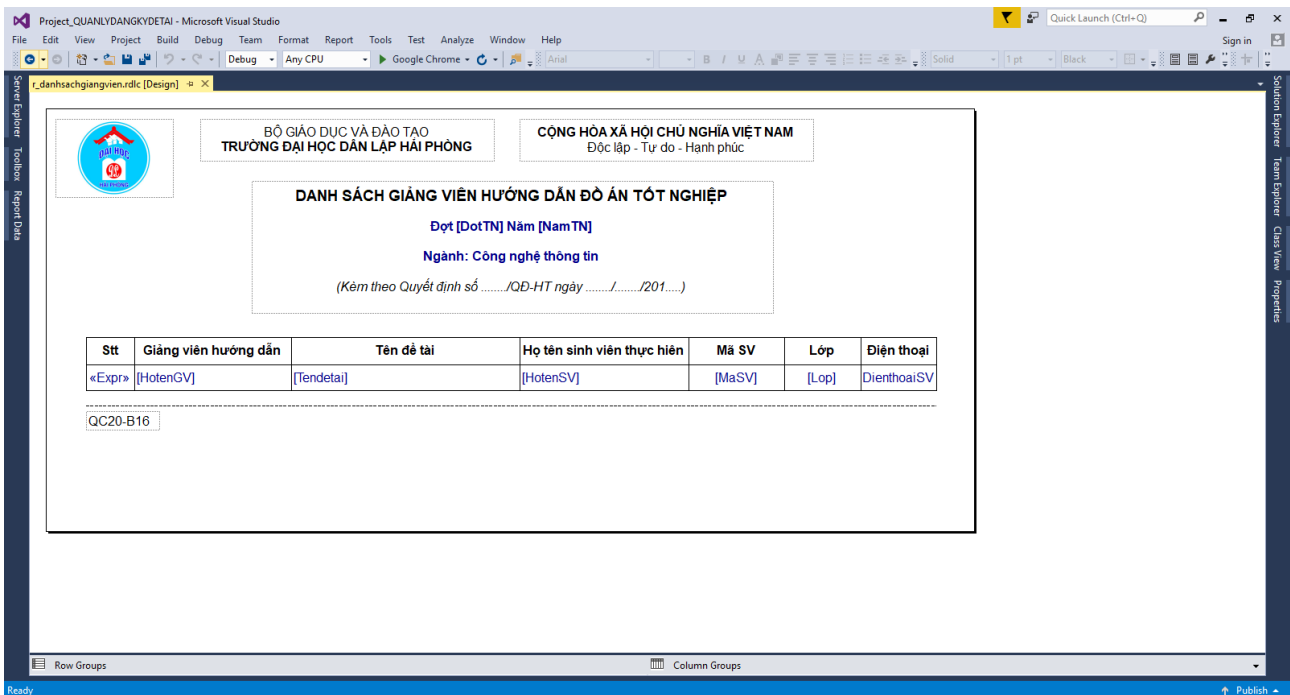 Project_QUANLYDANGKYDETAI - Microsoft Visual Studio
Quick Launch (Ctrl+Q)
File Edit View Project Build Debug Team Format Report Tools Test Analyze Window Help
Sign in
Debug Any CPU Google Chrome Arial B I U A Solid 1 pt Black
r_danhsachgiangvien.rdlc [Design]
Server Explorer
Toolbox
Report Data
Solution Explorer
Team Explorer
Class View
Properties
ĐẠI HỌC
HẢI PHÒNG
BỘ GIÁO DỤC VÀ ĐÀO TẠO
TRƯỜNG ĐẠI HỌC DÂN LẬP HẢI PHÒNG
CỘNG HÒA XÃ HỘI CHỦ NGHĨA VIỆT NAM
Độc lập - Tự do - Hạnh phúc
DANH SÁCH GIẢNG VIÊN HƯỚNG DẪN ĐỒ ÁN TỐT NGHIỆP
Đợt [DotTN] Năm [NamTN]
Ngành: Công nghệ thông tin
(Kèm theo Quyết định số ......../QĐ-HT ngày ......../......../201.....)
Stt Giảng viên hướng dẫn Tên đề tài Họ tên sinh viên thực hiên Mã SV Lớp Điện thoại
«Expr» [HotenGV] [Tendetai] [HotenSV] [MaSV] [Lop] DienthoaiSV
QC20-B16
Row Groups Column Groups
Ready Publish